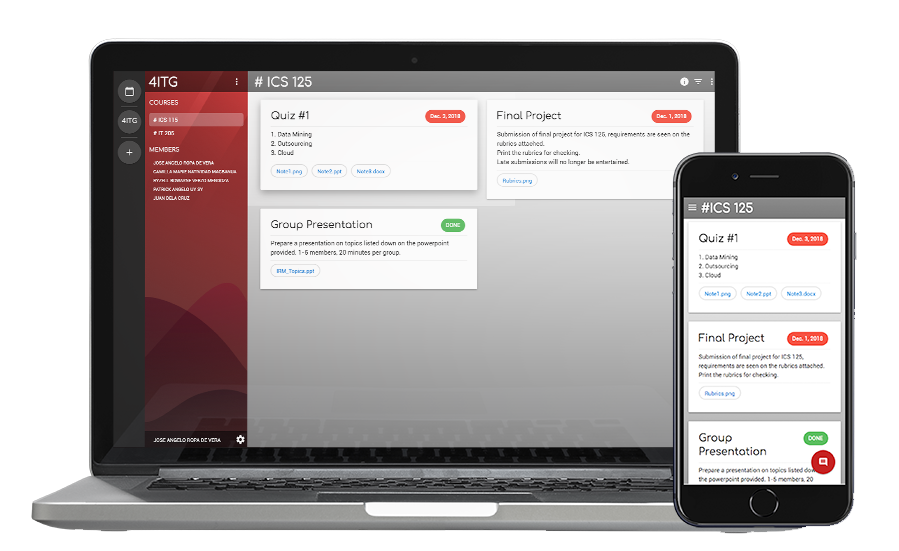 4ITG
# ICS 125
COURSES
4ITG
# ICS 115
# IT 206
MEMBERS
JOSE ANGELO ROPA DE VERA
CAMILLA MARIE NATIVIDAD MAGBANUA
MENDOZA
PATRICK ANGELO UY SY
JUAN DELA CRUZ
JOSE ANGELO ROPA DE VERA
Quiz #1
Dec. 3, 2018
1. Data Mining
2. Outsourcing
3. Cloud
Note1.png
Note2.ppt
Note3.docx
Final Project
Dec. 1, 2018
Submission of final project for ICS 125, requirements are seen on the
rubrics attached.
Print the rubrics for checking.
Late submissions will no longer be entertained.
Rubrics.png
Group Presentation
DONE
Prepare a presentation on topics listed down on the powerpoint
provided. 1-6 members, 20 minutes per group.
IRM_Topics.ppt
#ICS 125
Quiz #1
Dec. 3, 2018
1. Data Mining
2. Outsourcing
3. Cloud
Note1.png
Note2.ppt
Note3.docx
Final Project
Dec. 1, 2018
Submission of final project for ICS 125,
requirements are seen on the rubrics attached.
Print the rubrics for checking.
Rubrics.png
Group
Presentation
DONE
Prepare a presentation on topics listed
the powerpoint provided. 1-6 members, 20